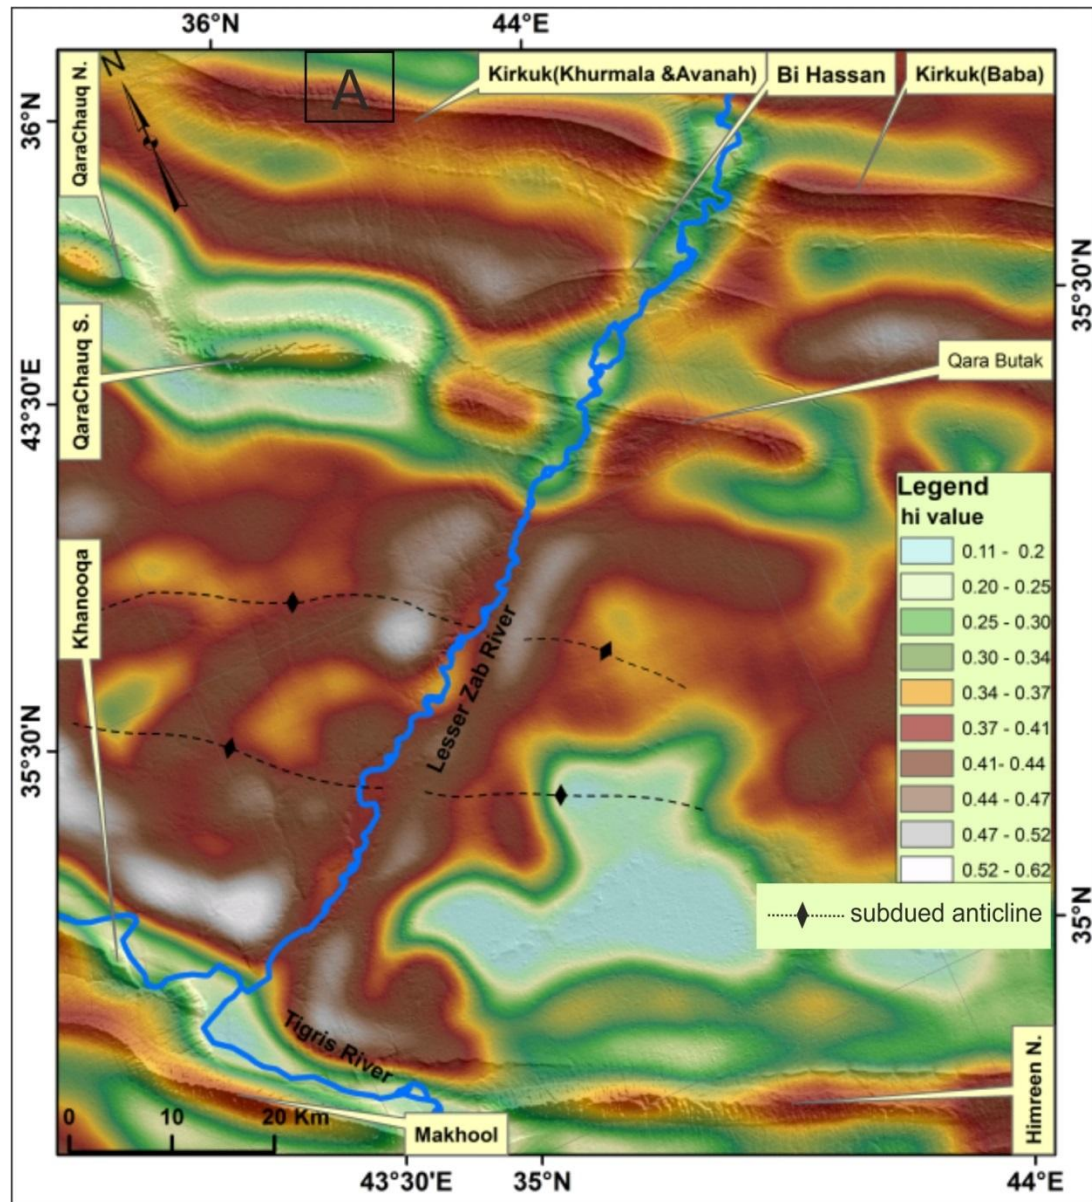 36°N
44°E
N
A
Kirkuk(Khurmala &Avanah)
Bi Hassan
Kirkuk(Baba)
QaraChauq N.
36°N
35°30'N
QaraChauq S.
Qara Butak
43°30'E
Legend
hi value
0.11 - 0.2
0.20 - 0.25
0.25 - 0.30
0.30 - 0.34
0.34 - 0.37
0.37 - 0.41
0.41- 0.44
0.44 - 0.47
0.47 - 0.52
0.52 - 0.62
subdued anticline
Khanooqa
Lesser Zab River
35°30'N
35°N
Tigris River
Himreen N.
0 10 20 Km
Makhool
43°30'E
35°N
44°E